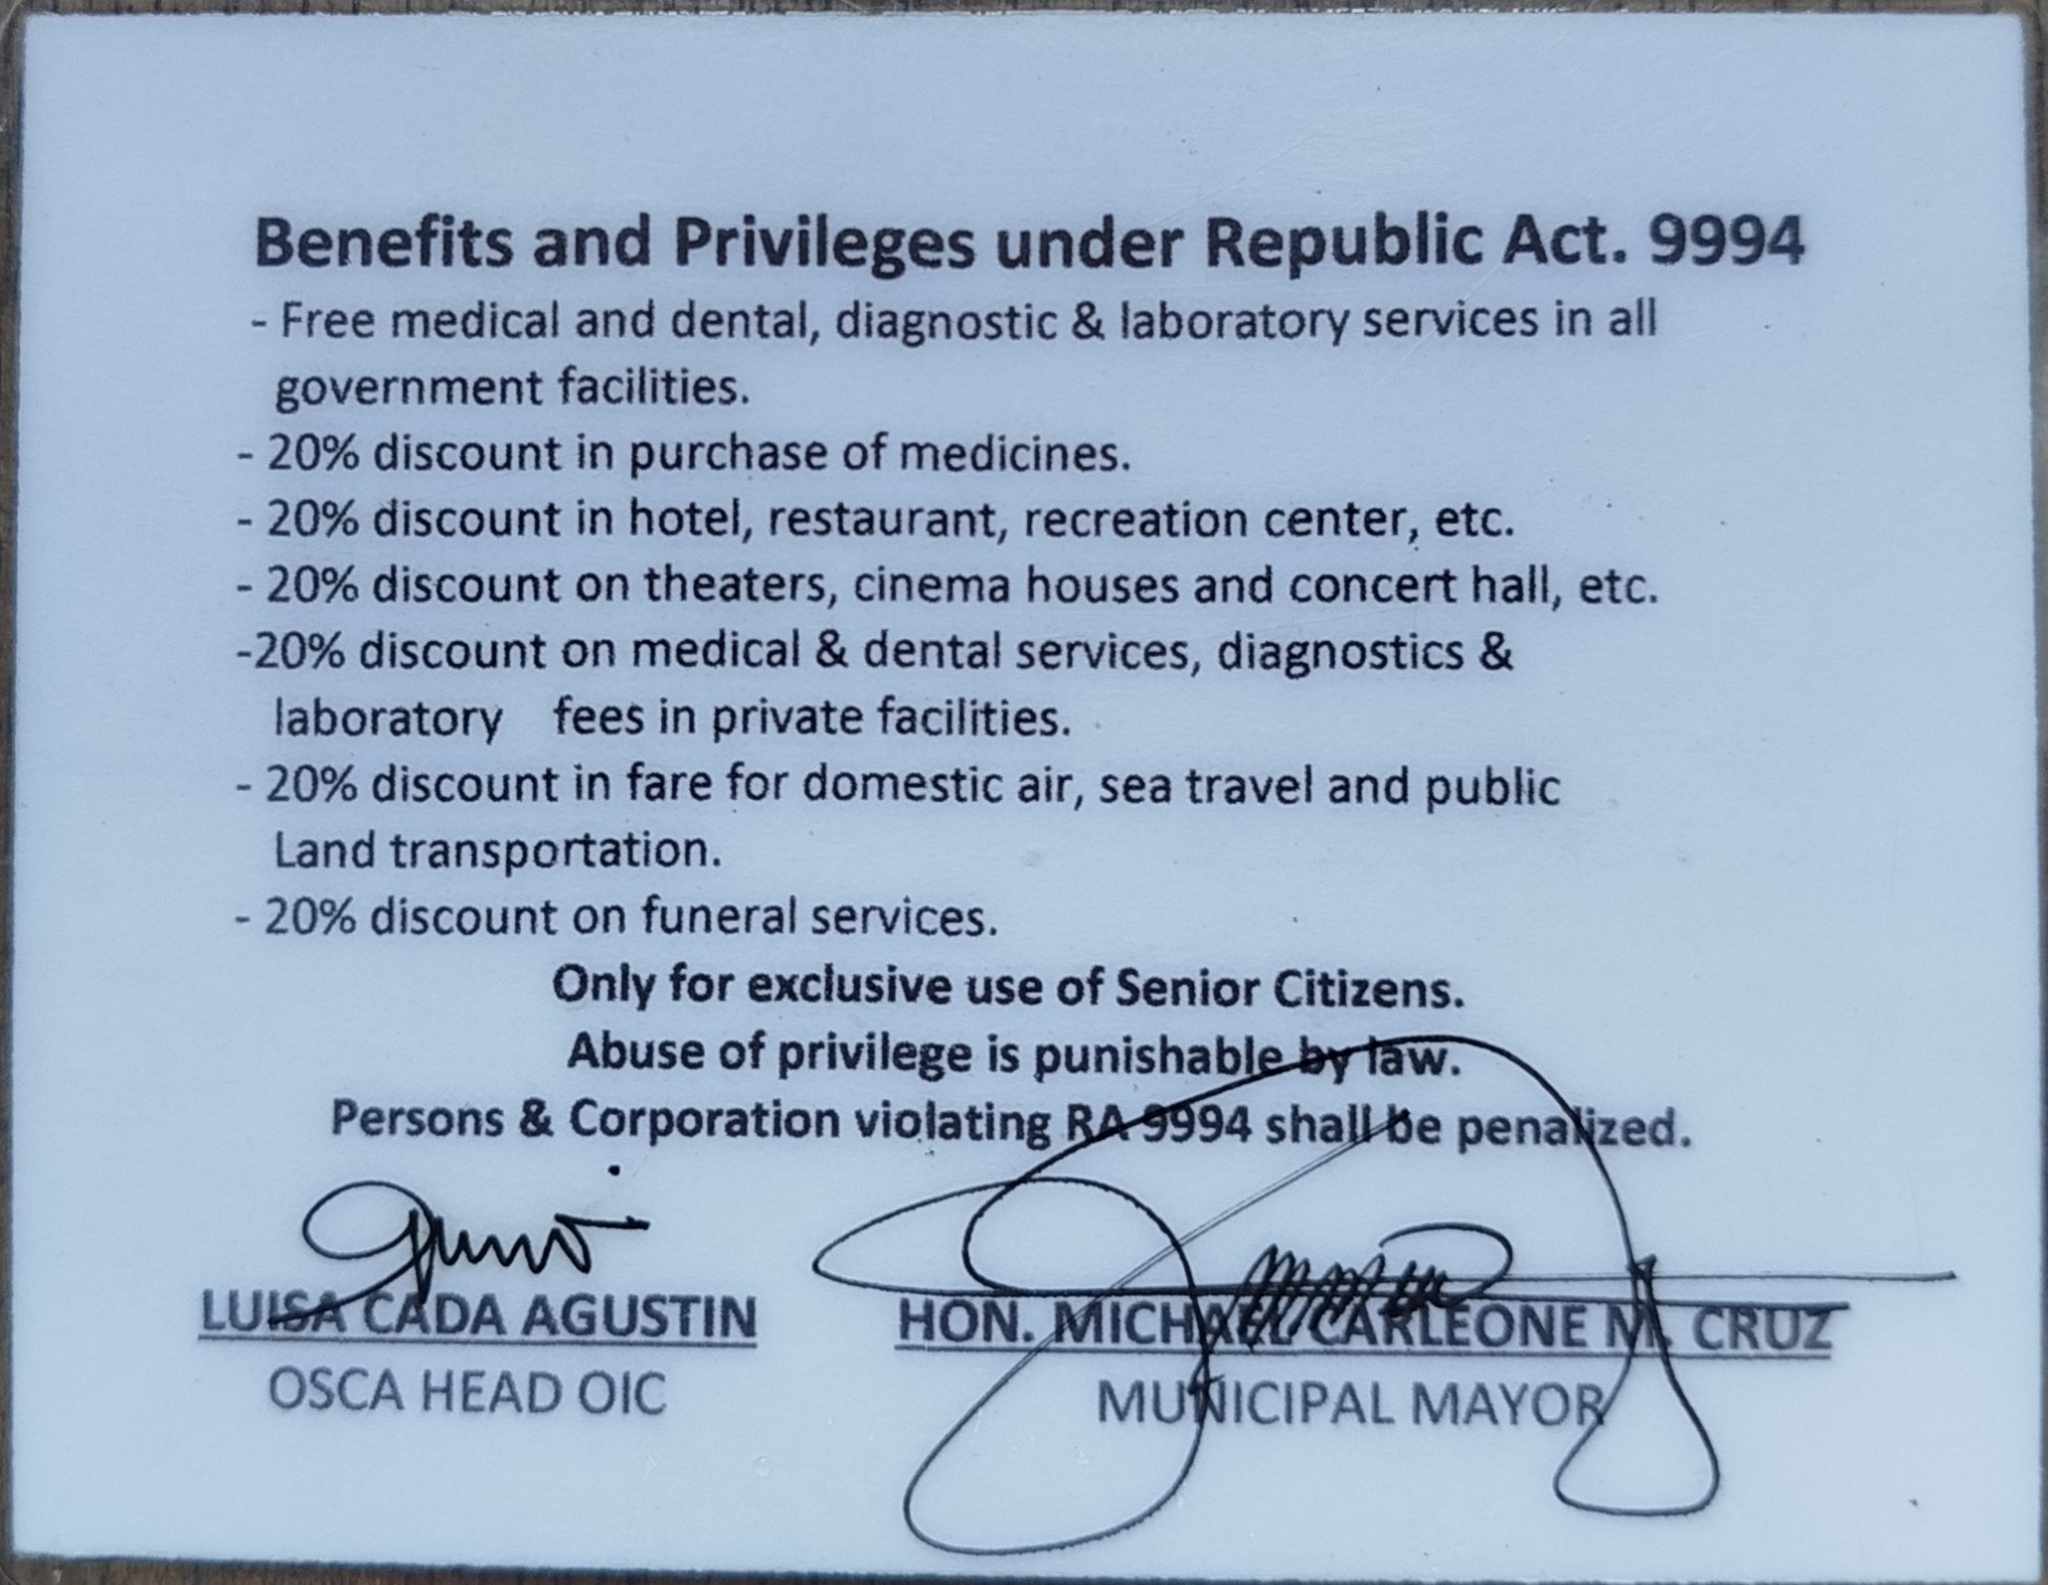 Benefits and Privileges under Republic Act. 9994
- Free medical and dental, diagnostic & laboratory services in all
government facilities.
- 20% discount in purchase of medicines.
- 20% discount in hotel, restaurant, recreation center, etc.
- 20% discount on theaters, cinema houses and concert hall, etc.
-20% discount on medical & dental services, diagnostics &
laboratory fees in private facilities.
- 20% discount in fare for domestic air, sea travel and public
Land transportation.
- 20% discount on funeral services.
Only for exclusive use of Senior Citizens.
Abuse of privilege is punishable by law.
Persons & Corporation violating RA 9994 shall be penalized.
LUISA CADA AGUSTIN
OSCA HEAD OIC
HON. MICHAEL CARLEONE M. CRUZ
MUNICIPAL MAYOR